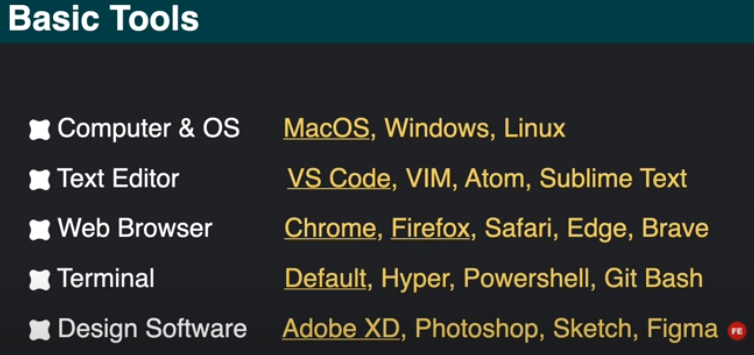 Basic Tools
Computer & OS MacOS, Windows, Linux
Text Editor VS Code, VIM, Atom, Sublime Text
Web Browser Chrome, Firefox, Safari, Edge, Brave
Terminal Default, Hyper, Powershell, Git Bash
Design Software Adobe XD, Photoshop, Sketch, Figma FE